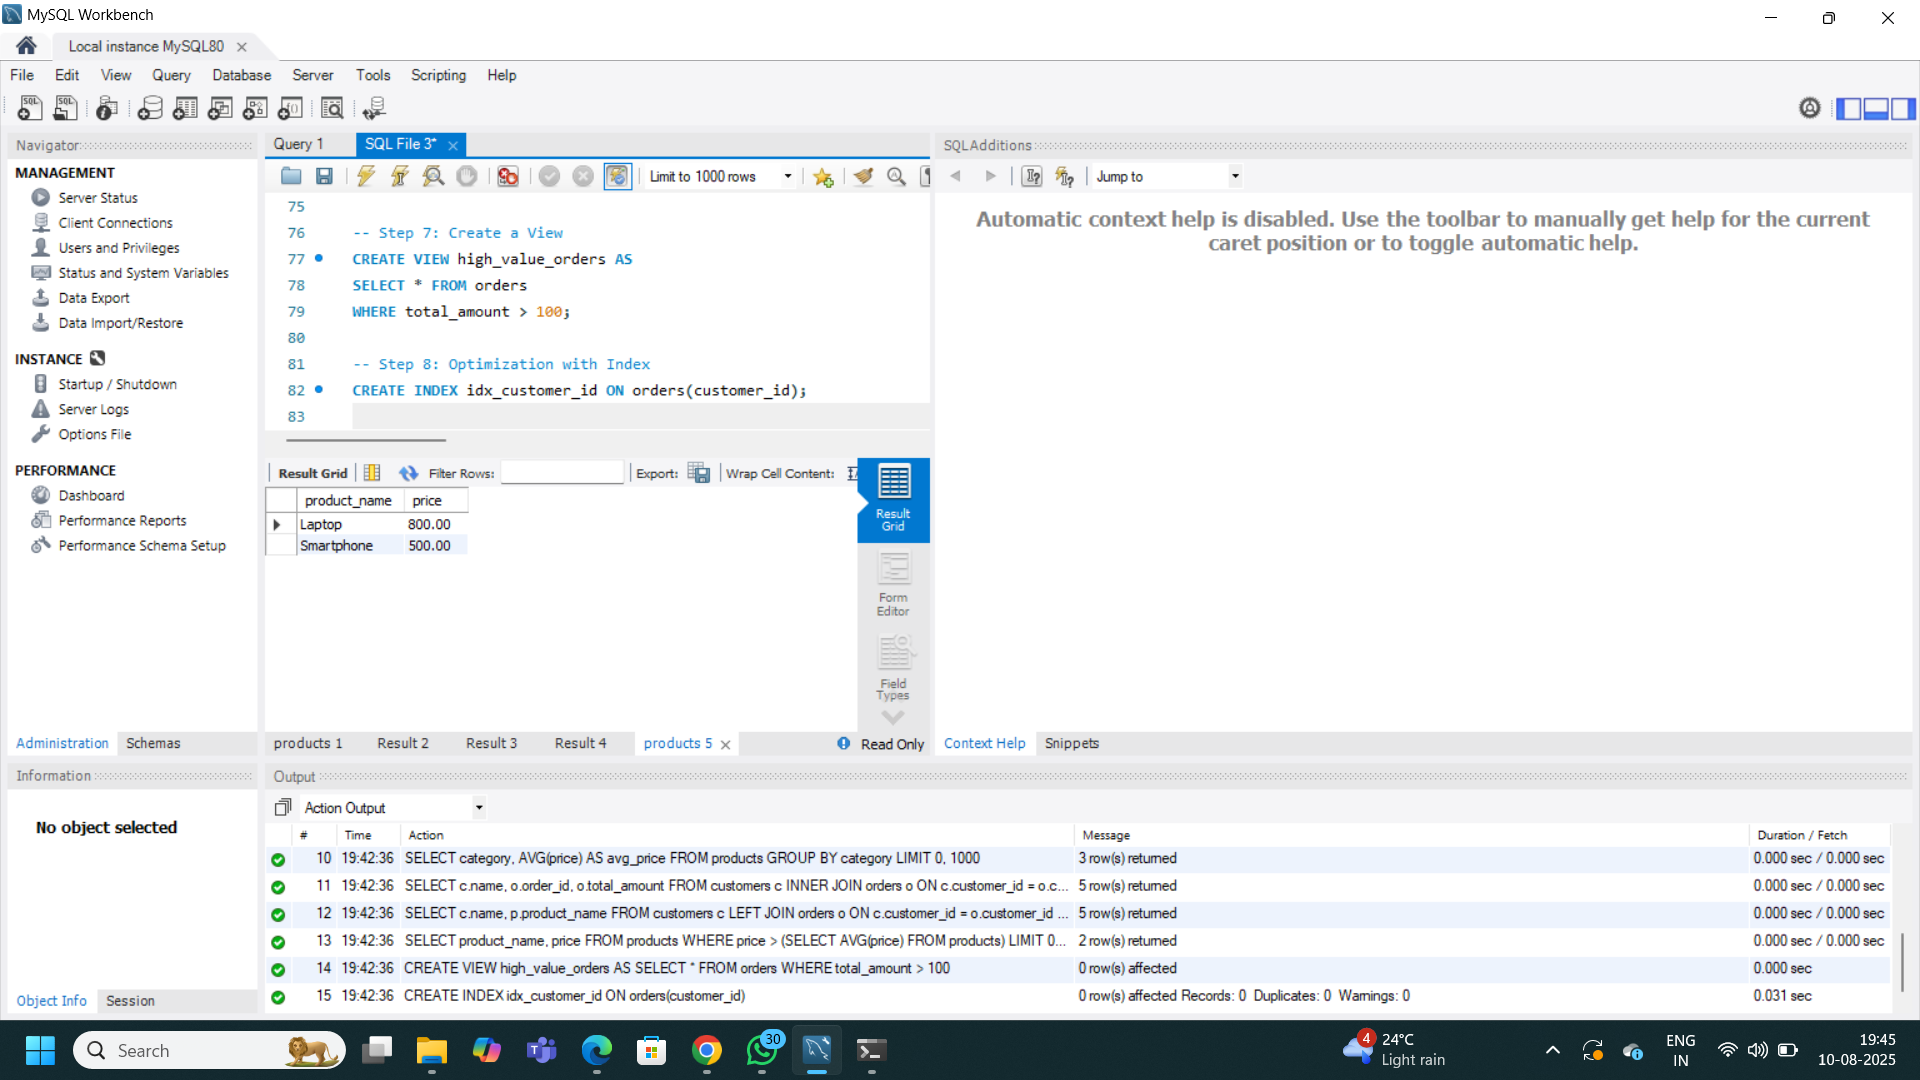 MySQL Workbench
Local instance MySQL80
File Edit View Query Database Server Tools Scripting Help
Navigator
MANAGEMENT
Server Status
Client Connections
Users and Privileges
Status and System Variables
Data Export
Data Import/Restore
INSTANCE
Startup / Shutdown
Server Logs
Options File
PERFORMANCE
Dashboard
Performance Reports
Performance Schema Setup
Administration Schemas
Query 1 SQL File 3*
Limit to 1000 rows
75
76 -- Step 7: Create a View
77 CREATE VIEW high_value_orders AS
78 SELECT * FROM orders
79 WHERE total_amount > 100;
80
81 -- Step 8: Optimization with Index
82 CREATE INDEX idx_customer_id ON orders(customer_id);
83
Result Grid Filter Rows: Export: Wrap Cell Content:
product_name price
Laptop 800.00
Smartphone 500.00
Result
Grid
Form
Editor
Field
Types
products 1 Result 2 Result 3 Result 4 products 5 Read Only
SQLAdditions
Jump to
Automatic context help is disabled. Use the toolbar to manually get help for the current
caret position or to toggle automatic help.
Context Help Snippets
Information
No object selected
Object Info Session
Output
Action Output
# Time Action Message Duration / Fetch
10 19:42:36 SELECT category, AVG(price) AS avg_price FROM products GROUP BY category LIMIT 0, 1000 3 row(s) returned 0.000 sec / 0.000 sec
11 19:42:36 SELECT c.name, o.order_id, o.total_amount FROM customers c INNER JOIN orders o ON c.customer_id = o.c... 5 row(s) returned 0.000 sec / 0.000 sec
12 19:42:36 SELECT c.name, p.product_name FROM customers c LEFT JOIN orders o ON c.customer_id = o.customer_id ... 5 row(s) returned 0.000 sec / 0.000 sec
13 19:42:36 SELECT product_name, price FROM products WHERE price > (SELECT AVG(price) FROM products) LIMIT 0... 2 row(s) returned 0.000 sec / 0.000 sec
14 19:42:36 CREATE VIEW high_value_orders AS SELECT * FROM orders WHERE total_amount > 100 0 row(s) affected 0.000 sec
15 19:42:36 CREATE INDEX idx_customer_id ON orders(customer_id) 0 row(s) affected Records: 0 Duplicates: 0 Warnings: 0 0.031 sec
Search
30
4
24°C
Light rain
ENG
IN
19:45
10-08-2025